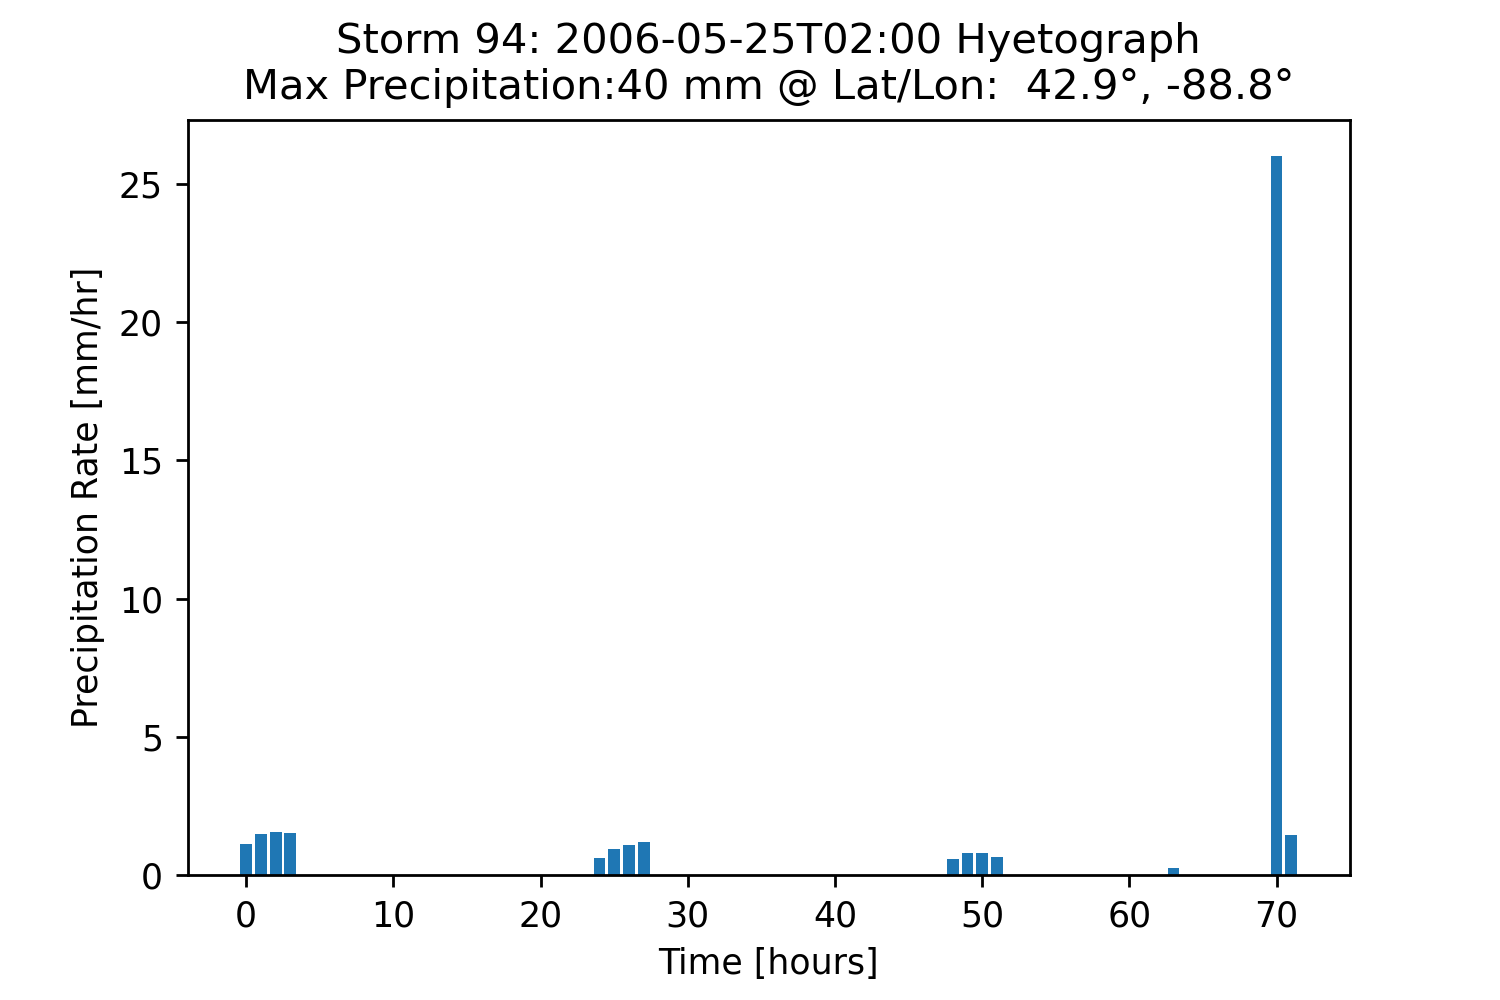 Storm 94: 2006-05-25T02:00 Hyetograph
Max Precipitation:40 mm @ Lat/Lon:  42.9°, -88.8°
Precipitation Rate [mm/hr]
25
20
15
10
5
0
0 10 20 30 40 50 60 70
Time [hours]